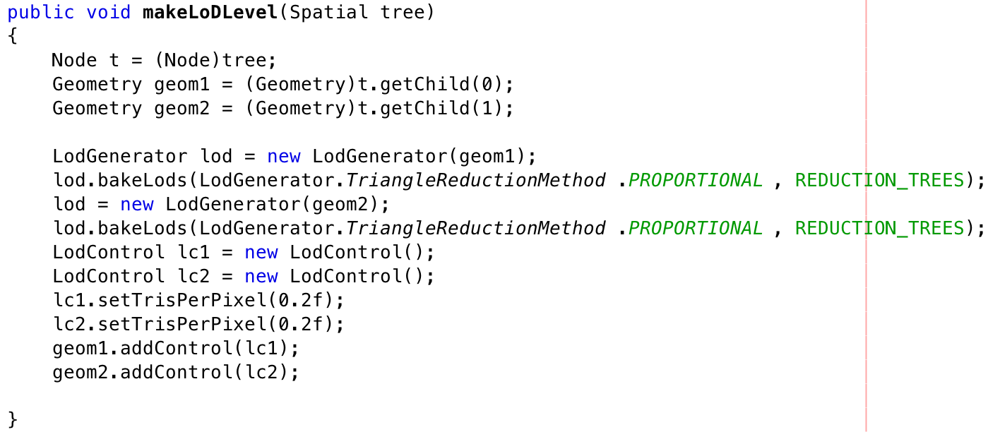 public void makeLoDLevel(Spatial tree)
{
    Node t = (Node)tree;
    Geometry geom1 = (Geometry)t.getChild(0);
    Geometry geom2 = (Geometry)t.getChild(1);

    LodGenerator lod = new LodGenerator(geom1);
    lod.bakeLods(LodGenerator.TriangleReductionMethod .PROPORTIONAL , REDUCTION_TREES);
    lod = new LodGenerator(geom2);
    lod.bakeLods(LodGenerator.TriangleReductionMethod .PROPORTIONAL , REDUCTION_TREES);
    LodControl lc1 = new LodControl();
    LodControl lc2 = new LodControl();
    lc1.setTrisPerPixel(0.2f);
    lc2.setTrisPerPixel(0.2f);
    geom1.addControl(lc1);
    geom2.addControl(lc2);

}